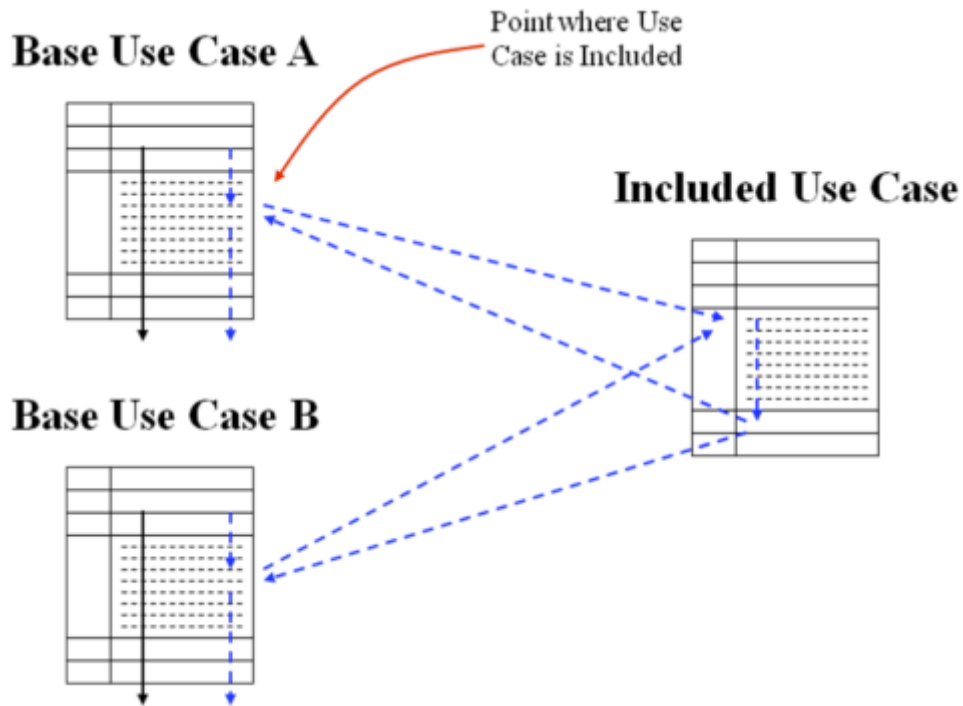 Point where Use
Case is Included
Base Use Case A
Included Use Case
Base Use Case B